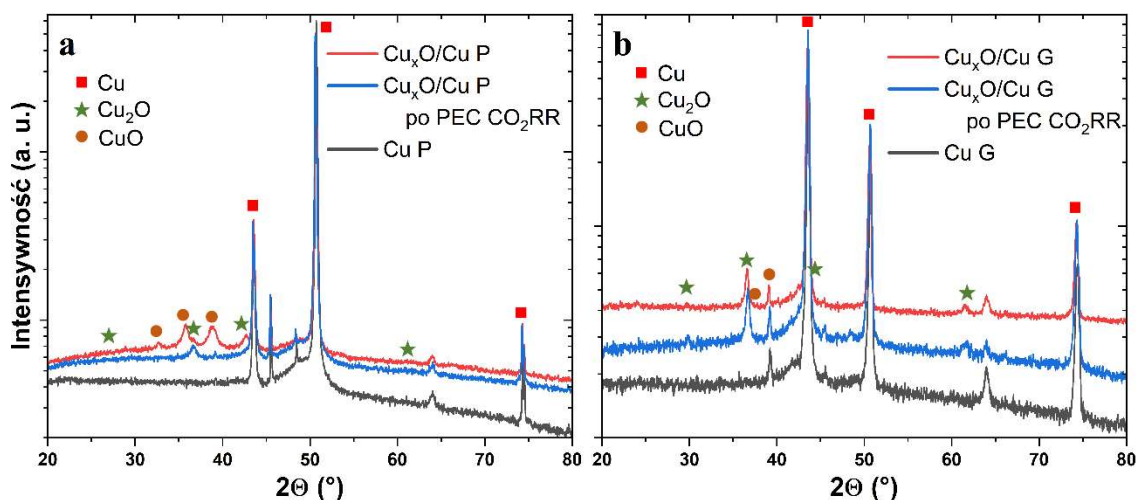 Intensywność (a. u.)
a
Cu
Cu₂O
CuO
CuₓO/Cu P
CuₓO/Cu P
po PEC CO₂RR
Cu P
20 30 40 50 60 70 80
2Θ (°)
b
Cu
Cu₂O
CuO
CuₓO/Cu G
CuₓO/Cu G
po PEC CO₂RR
Cu G
20 30 40 50 60 70 80
2Θ (°)